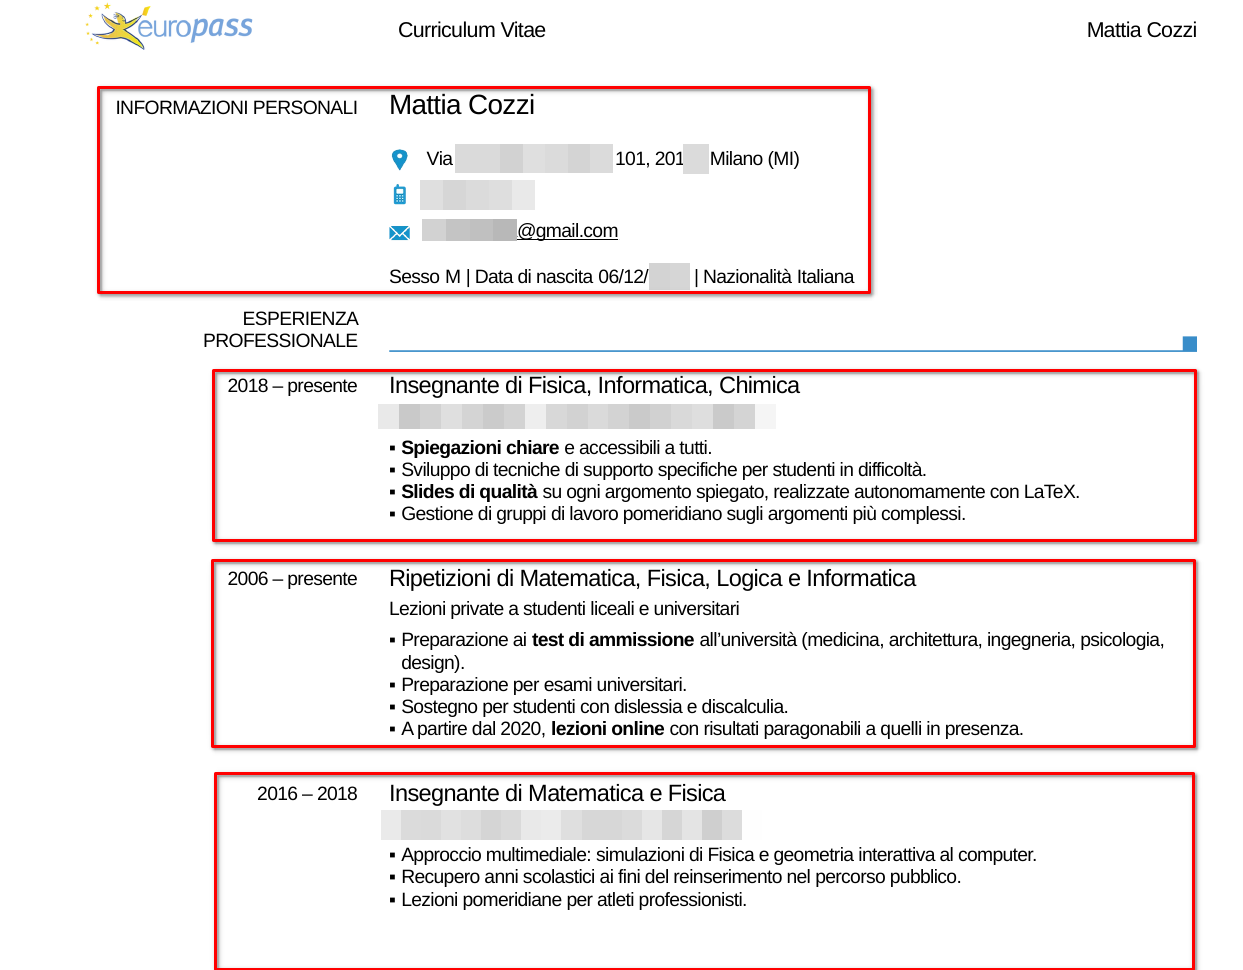 europass Curriculum Vitae Mattia Cozzi
INFORMAZIONI PERSONALI Mattia Cozzi
Via 101, 201 Milano (MI)
@gmail.com
Sesso M | Data di nascita 06/12/ | Nazionalità Italiana
ESPERIENZA
PROFESSIONALE
2018 – presente Insegnante di Fisica, Informatica, Chimica
▪ Spiegazioni chiare e accessibili a tutti.
▪ Sviluppo di tecniche di supporto specifiche per studenti in difficoltà.
▪ Slides di qualità su ogni argomento spiegato, realizzate autonomamente con LaTeX.
▪ Gestione di gruppi di lavoro pomeridiano sugli argomenti più complessi.
2006 – presente Ripetizioni di Matematica, Fisica, Logica e Informatica
Lezioni private a studenti liceali e universitari
▪ Preparazione ai test di ammissione all’università (medicina, architettura, ingegneria, psicologia,
design).
▪ Preparazione per esami universitari.
▪ Sostegno per studenti con dislessia e discalculia.
▪ A partire dal 2020, lezioni online con risultati paragonabili a quelli in presenza.
2016 – 2018 Insegnante di Matematica e Fisica
▪ Approccio multimediale: simulazioni di Fisica e geometria interattiva al computer.
▪ Recupero anni scolastici ai fini del reinserimento nel percorso pubblico.
▪ Lezioni pomeridiane per atleti professionisti.